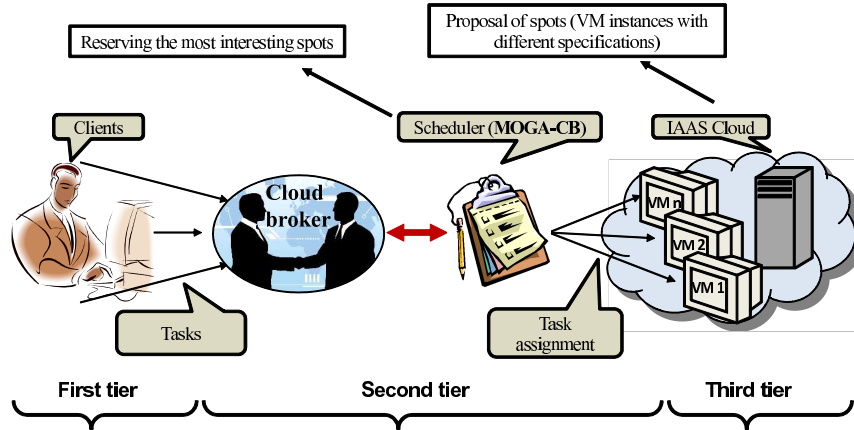 Reserving the most interesting spots
Proposal of spots (VM instances with
different specifications)
Clients
Scheduler (MOGA-CB)
IAAS Cloud
Cloud
broker
VM n
VM 2
VM 1
Tasks
Task
assignment
First tier
Second tier
Third tier